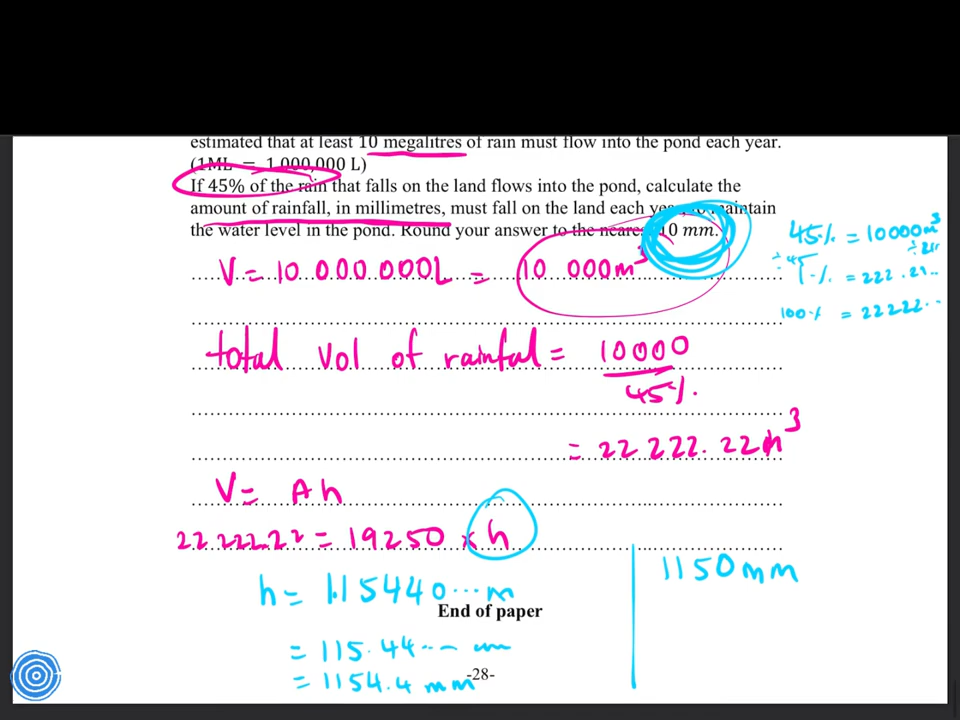 estimated that at least 10 megalitres of rain must flow into the pond each year.
(1ML = 1,000,000 L)
If 45% of the rain that falls on the land flows into the pond, calculate the
amount of rainfall, in millimetres, must fall on the land each year, to maintain
the water level in the pond. Round your answer to the nearest 10 mm.
45% = 10000m³
÷45
1% = 222.22..
100% = 22222..
V = 10 000 000L = 10 000m³
total vol of rainfal = 10000
45%
= 22 222.22m³
V = Ah
22 222.22 = 19250 × h
h = 1.15440...m
1150mm
End of paper
= 115.44... cm
= 1154.4 mm
-28-